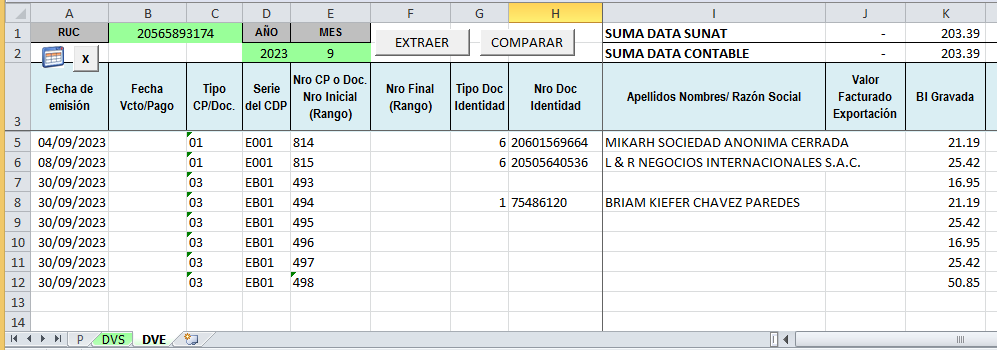 A B C D E F G H I J K
1 RUC 20565893174 AÑO MES EXTRAER COMPARAR SUMA DATA SUNAT - 203.39
2 x 2023 9 SUMA DATA CONTABLE - 203.39
3 Fecha de emisión Fecha Vcto/Pago Tipo CP/Doc. Serie del CDP Nro CP o Doc. Nro Inicial (Rango) Nro Final (Rango) Tipo Doc Identidad Nro Doc Identidad Apellidos Nombres/ Razón Social Valor Facturado Exportación BI Gravada
5 04/09/2023 01 E001 814 6 20601569664 MIKARH SOCIEDAD ANONIMA CERRADA 21.19
6 08/09/2023 01 E001 815 6 20505640536 L & R NEGOCIOS INTERNACIONALES S.A.C. 25.42
7 30/09/2023 03 EB01 493 16.95
8 30/09/2023 03 EB01 494 1 75486120 BRIAM KIEFER CHAVEZ PAREDES 21.19
9 30/09/2023 03 EB01 495 25.42
10 30/09/2023 03 EB01 496 16.95
11 30/09/2023 03 EB01 497 25.42
12 30/09/2023 03 EB01 498 50.85
13
14
P DVS DVE